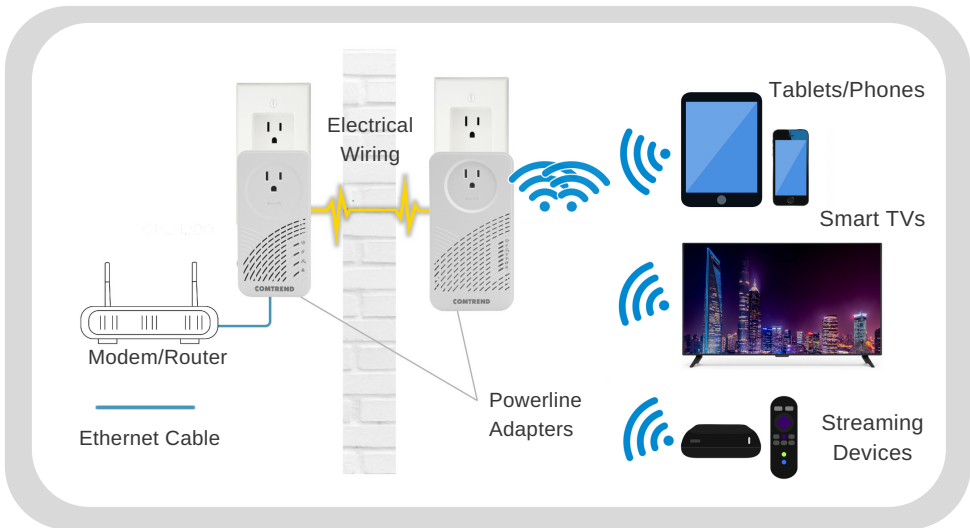 Tablets/Phones
Electrical
Wiring
Smart TVs
COMTREND
COMTREND
Modem/Router
Powerline
Adapters
Ethernet Cable
Streaming
Devices